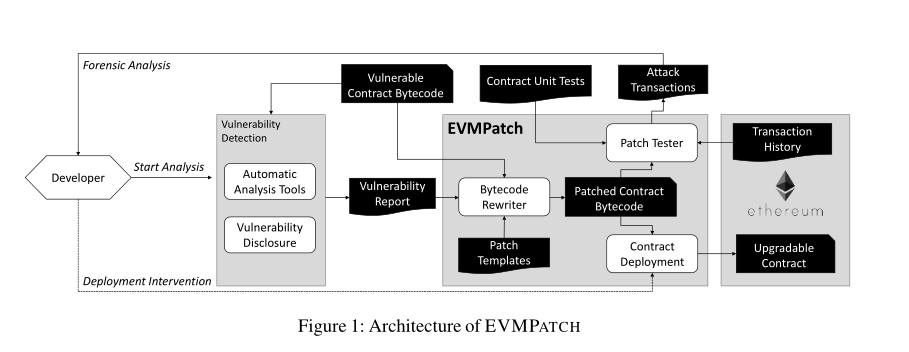 Forensic Analysis
Vulnerable
Contract Bytecode
Contract Unit Tests
Attack
Transactions
Vulnerability
Detection
EVMPatch
Patch Tester
Transaction
History
Developer
Start Analysis
Automatic
Analysis Tools
Vulnerability
Report
Bytecode
Rewriter
Patched Contract
Bytecode
ethereum
Vulnerability
Disclosure
Patch
Templates
Contract
Deployment
Upgradable
Contract
Deployment Intervention
Figure 1: Architecture of EVMPATCH